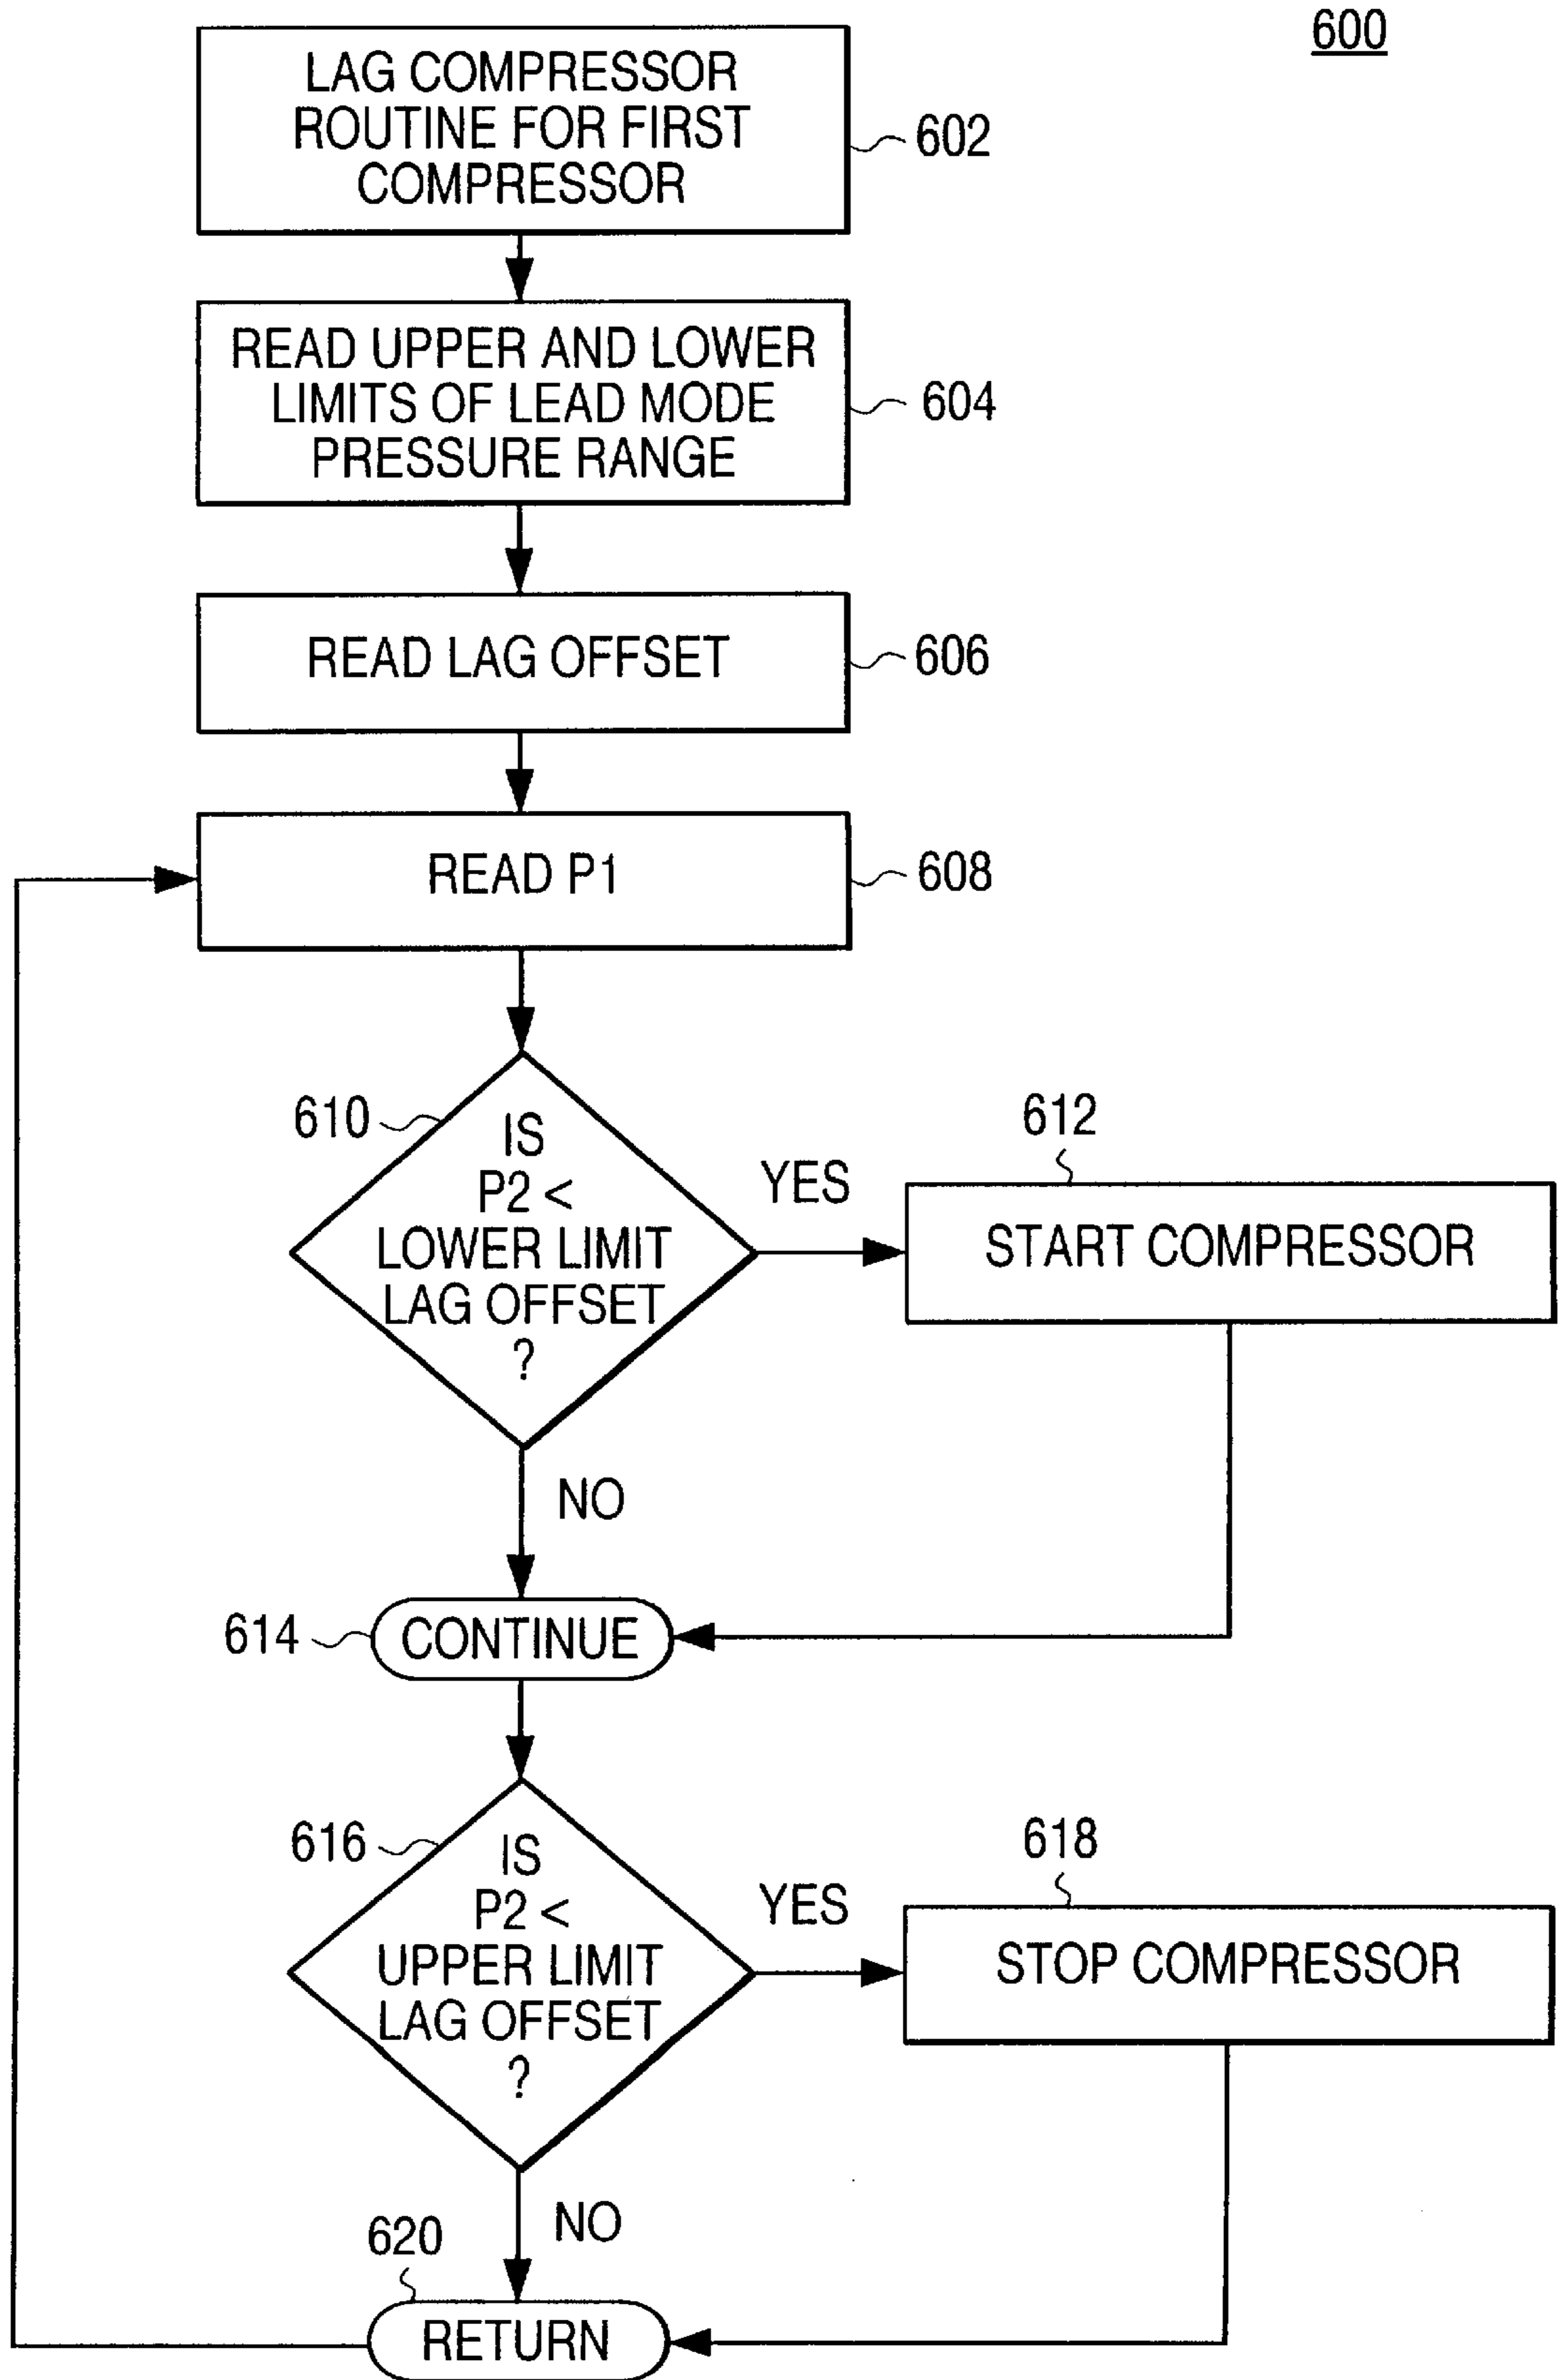 600
LAG COMPRESSOR
ROUTINE FOR FIRST
COMPRESSOR
602
READ UPPER AND LOWER
LIMITS OF LEAD MODE
PRESSURE RANGE
604
READ LAG OFFSET
606
READ P1
608
610
IS
P2 <
LOWER LIMIT
LAG OFFSET
?
YES
612
START COMPRESSOR
NO
614
CONTINUE
616
IS
P2 <
UPPER LIMIT
LAG OFFSET
?
YES
618
STOP COMPRESSOR
NO
620
RETURN